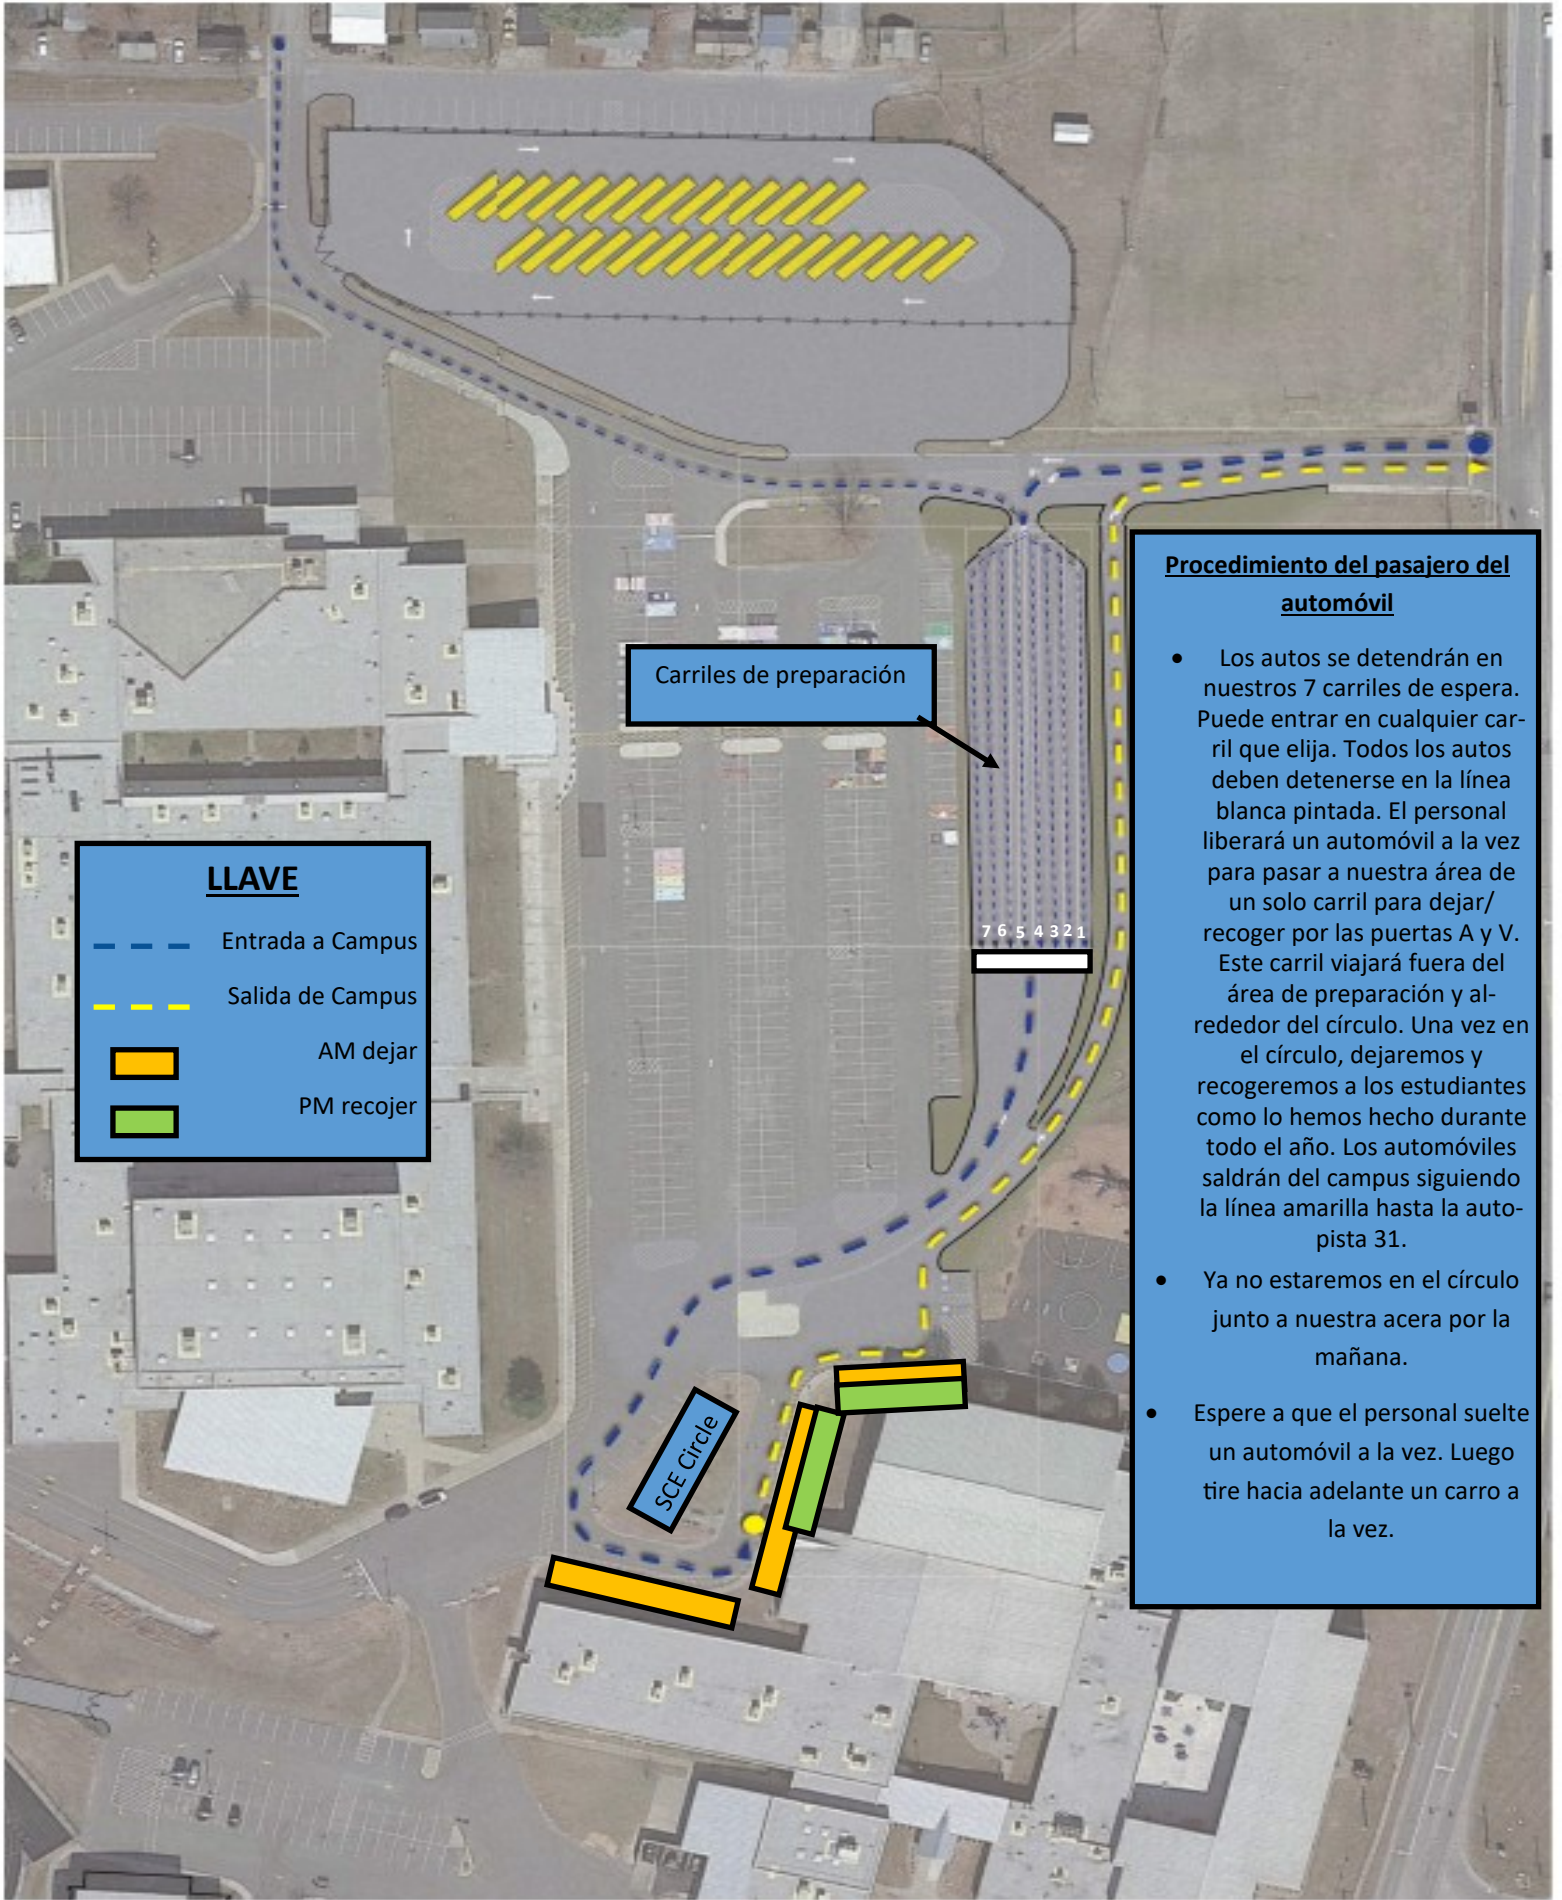 Procedimiento del pasajero del
automóvil
• Los autos se detendrán en
nuestros 7 carriles de espera.
Puede entrar en cualquier car-
ril que elija. Todos los autos
deben detenerse en la línea
blanca pintada. El personal
liberará un automóvil a la vez
para pasar a nuestra área de
un solo carril para dejar/
recoger por las puertas A y V.
Este carril viajará fuera del
área de preparación y al-
rededor del círculo. Una vez en
el círculo, dejaremos y
recogeremos a los estudiantes
como lo hemos hecho durante
todo el año. Los automóviles
saldrán del campus siguiendo
la línea amarilla hasta la auto-
pista 31.
• Ya no estaremos en el círculo
junto a nuestra acera por la
mañana.
• Espere a que el personal suelte
un automóvil a la vez. Luego
tire hacia adelante un carro a
la vez.
Carriles de preparación
LLAVE
Entrada a Campus
Salida de Campus
AM dejar
PM recojer
7 6 5 4 3 2 1
SCE Circle